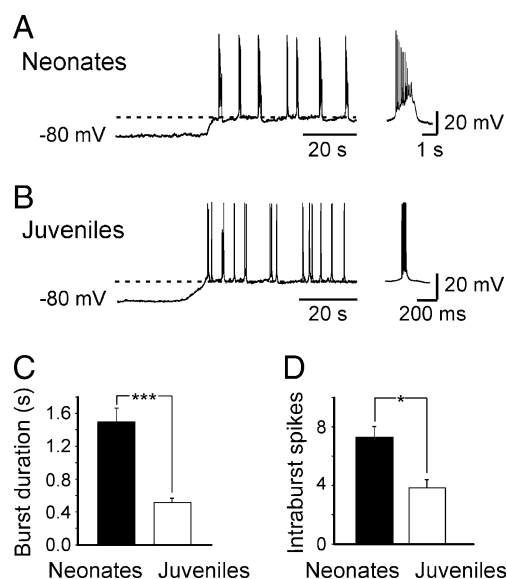 A
Neonates
-80 mV
20 s
1 s
20 mV
B
Juveniles
-80 mV
20 s
200 ms
20 mV
C
Burst duration (s)
1.6
1.2
0.8
0.4
0.0
***
Neonates
Juveniles
D
Intraburst spikes
8
4
0
*
Neonates
Juveniles